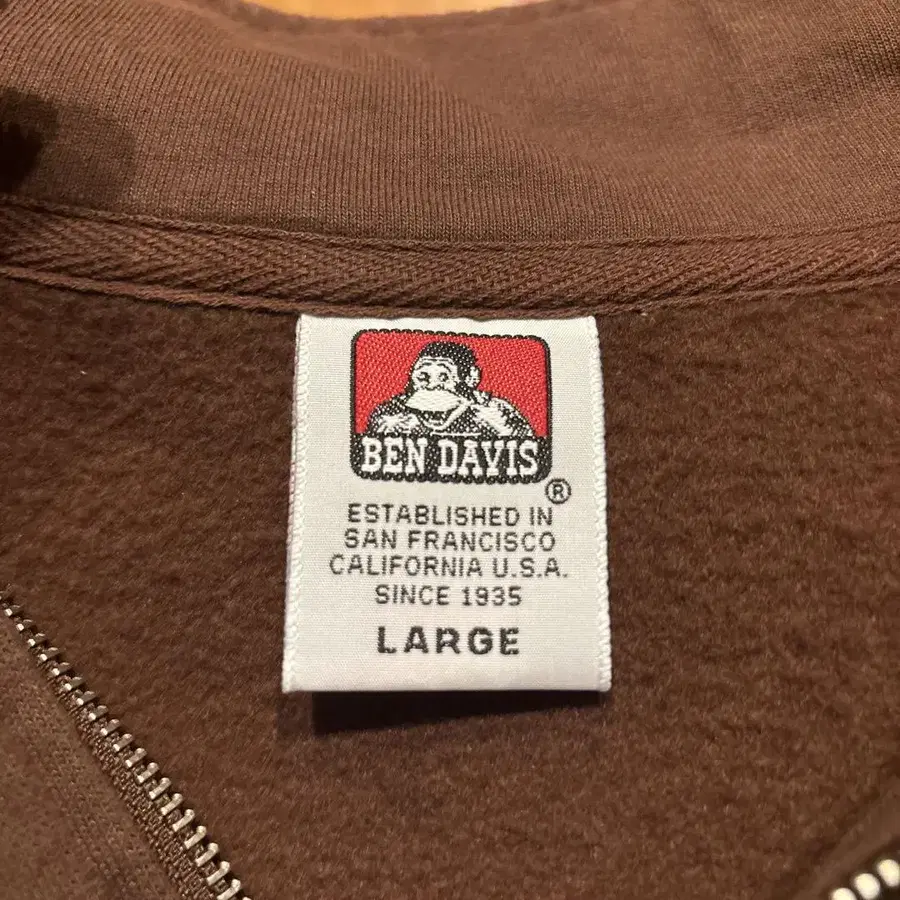 BEN DAVIS
®
ESTABLISHED IN
SAN FRANCISCO
CALIFORNIA U.S.A.
SINCE 1935
LARGE